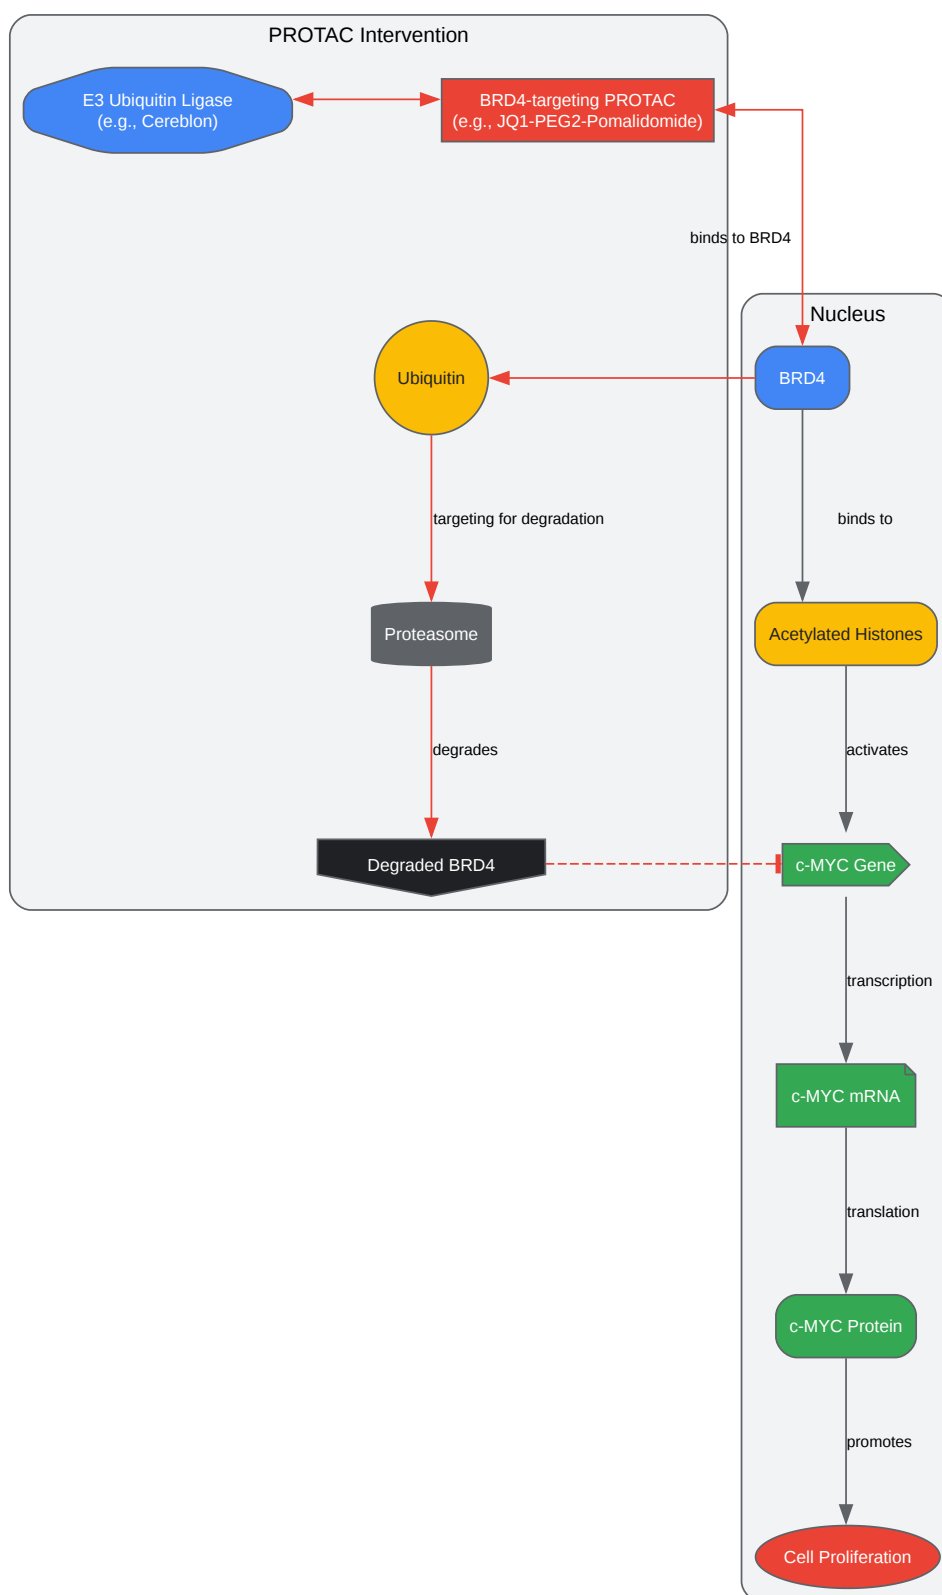 PROTAC Intervention
E3 Ubiquitin Ligase
(e.g., Cereblon)
BRD4-targeting PROTAC
(e.g., JQ1-PEG2-Pomalidomide)
binds to BRD4
Nucleus
Ubiquitin
BRD4
targeting for degradation
binds to
Proteasome
Acetylated Histones
degrades
activates
Degraded BRD4
c-MYC Gene
transcription
c-MYC mRNA
translation
c-MYC Protein
promotes
Cell Proliferation